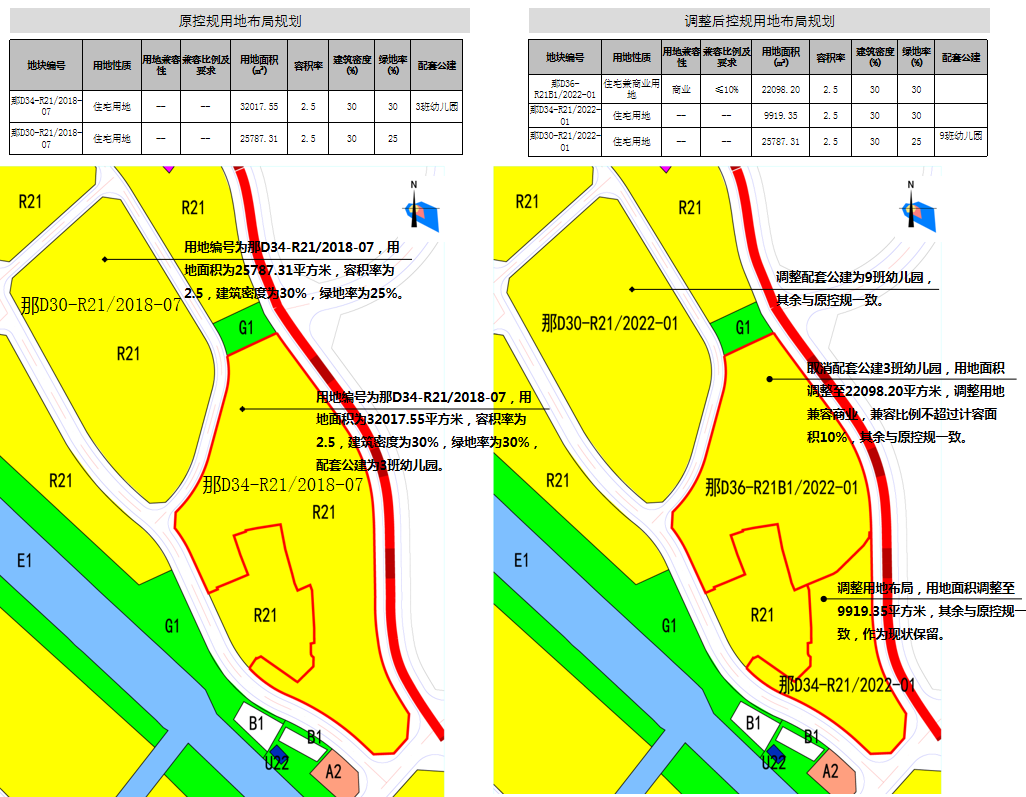 原控规用地布局规划
地块编号 用地性质 用地兼容性 兼容比例及要求 用地面积(㎡) 容积率 建筑密度(%) 绿地率(%) 配套公建
那D34-R21/2018-07 住宅用地 —— —— 32017.55 2.5 30 30 3班幼儿园
那D30-R21/2018-07 住宅用地 —— —— 25787.31 2.5 30 25
R21
R21
N
用地编号为那D34-R21/2018-07，用
地面积为25787.31平方米，容积率为
2.5，建筑密度为30%，绿地率为25%。
那D30-R21/2018-07
G1
R21
用地编号为那D34-R21/2018-07，用
地面积为32017.55平方米，容积率为
2.5，建筑密度为30%，绿地率为30%，
配套公建为3班幼儿园。
R21
那D34-R21/2018-07
R21
E1
R21
G1
B1
B1
U22
A2
调整后控规用地布局规划
地块编号 用地性质 用地兼容性 兼容比例及要求 用地面积(㎡) 容积率 建筑密度(%) 绿地率(%) 配套公建
那D36-R21B1/2022-01 住宅兼商业用地 商业 ≤10% 22098.20 2.5 30 30
那D34-R21/2022-01 住宅用地 —— —— 9919.35 2.5 30 30
那D30-R21/2022-01 住宅用地 —— —— 25787.31 2.5 30 25 9班幼儿园
R21
R21
N
调整配套公建为9班幼儿园，
其余与原控规一致。
那D30-R21/2022-01
G1
取消配套公建3班幼儿园，用地面积
调整至22098.20平方米，调整用地
兼容商业，兼容比例不超过计容面
积10%，其余与原控规一致。
R21
那D36-R21B1/2022-01
E1
调整用地布局，用地面积调整至
9919.35平方米，其余与原控规一
致，作为现状保留。
R21
G1
那D34-R21/2022-01
B1
B1
U22
A2